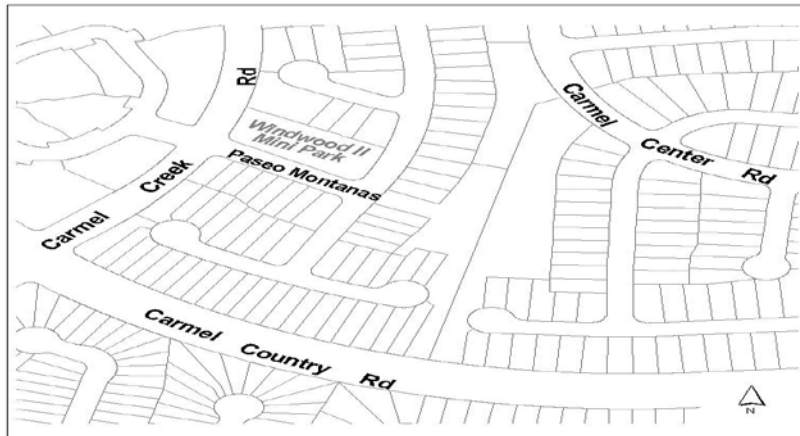 Carmel Creek Rd
Windwood II
Mini Park
Paseo Montanas
Carmel Center Rd
Carmel Country Rd
N